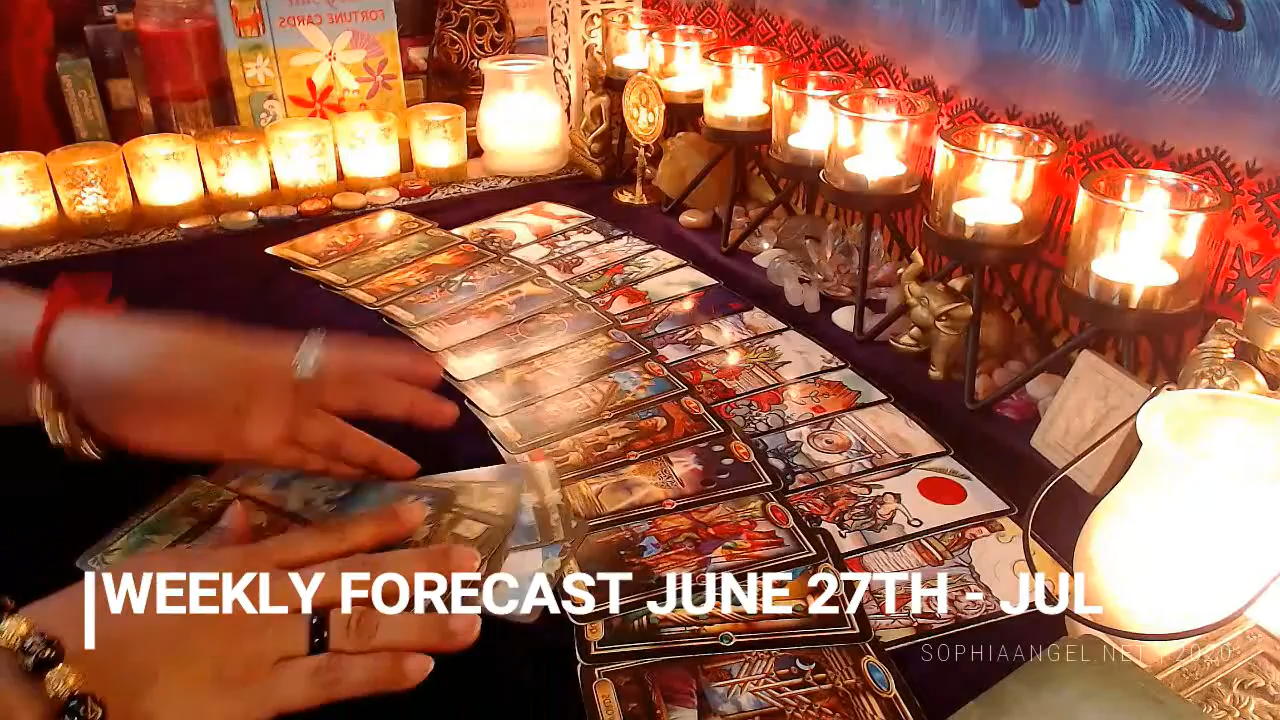 FORTUNE CARDS
WEEKLY FORECAST JUNE 27TH - JUL
SOPHIAANGEL.NET | 2020